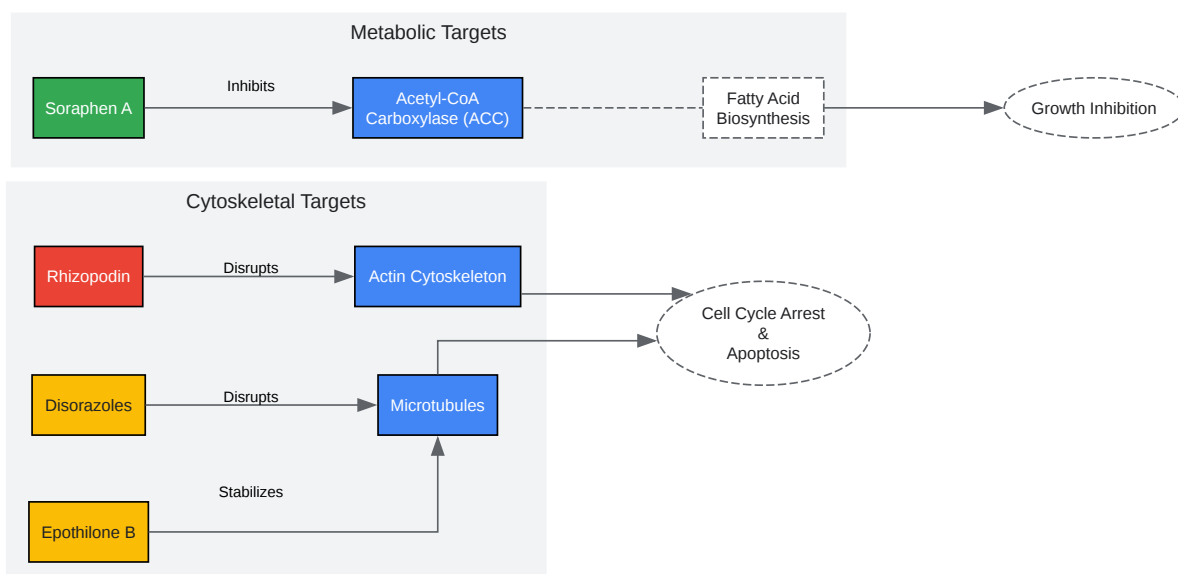 Metabolic Targets
Soraphen A
Inhibits
Acetyl-CoA
Carboxylase (ACC)
Fatty Acid
Biosynthesis
Growth Inhibition
Cytoskeletal Targets
Rhizopodin
Disrupts
Actin Cytoskeleton
Cell Cycle Arrest
&
Apoptosis
Disorazoles
Disrupts
Microtubules
Stabilizes
Epothilone B